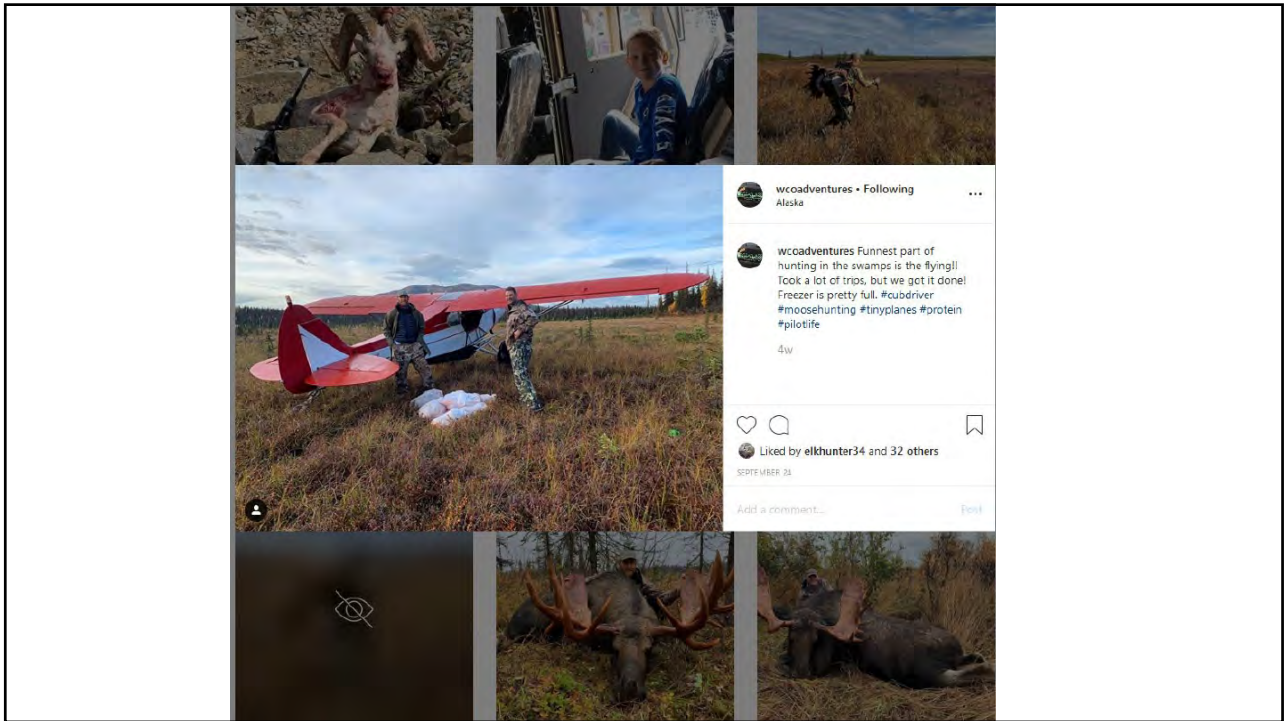 wcoadventures • Following
Alaska
wcoadventures Funnest part of
hunting in the swamps is the flying!!
Took a lot of trips, but we got it done!
Freezer is pretty full. #cubdriver
#moosehunting #tinyplanes #protein
#pilotlife
4w
Liked by elkhunter34 and 32 others
SEPTEMBER 24
Add a comment...
Post